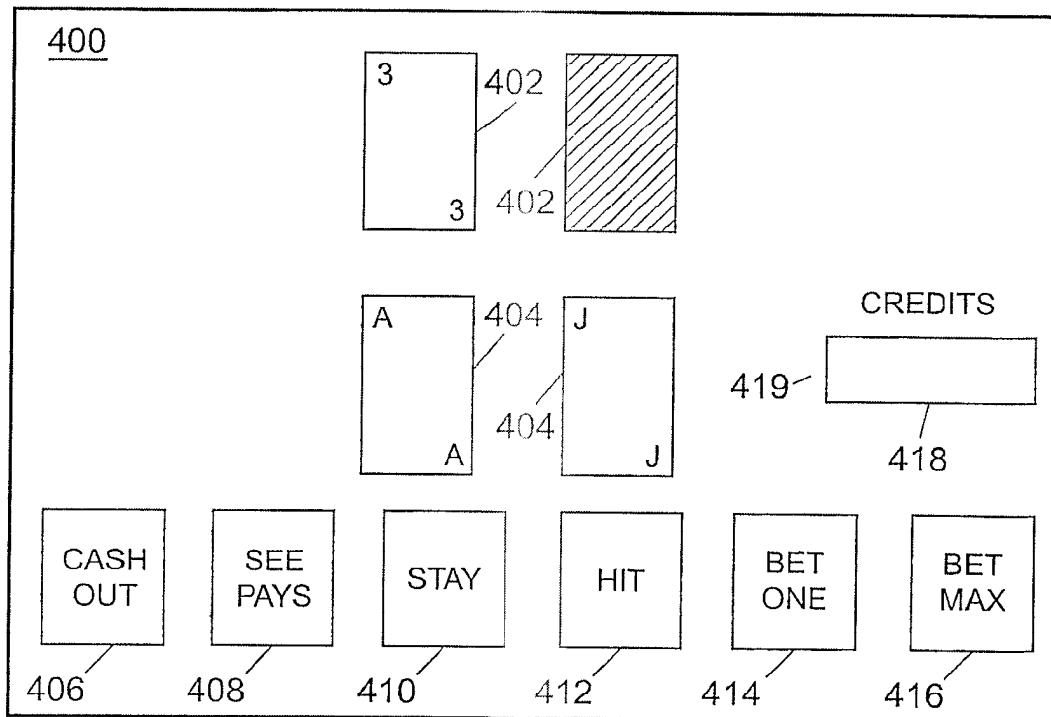 400
3
402
3
402
A
404
J
404
A
J
CREDITS
419
418
CASH
OUT
SEE
PAYS
STAY
HIT
BET
ONE
BET
MAX
406
408
410
412
414
416